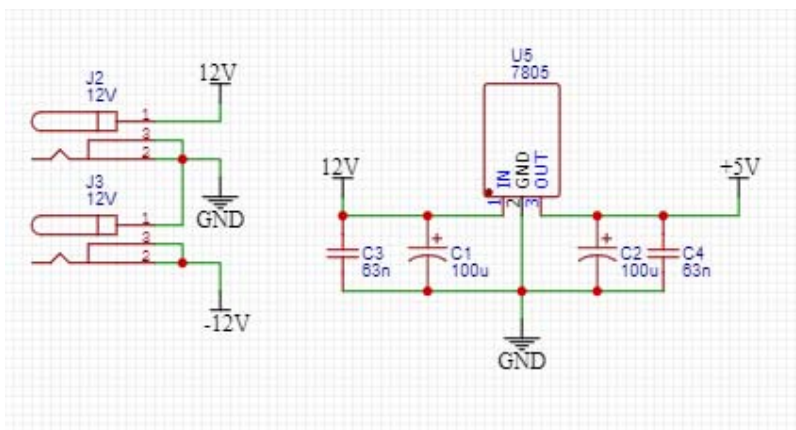 J2
12V
12V
1
3
2
GND
J3
12V
1
3
2
-12V
U5
7805
IN
GND
OUT
1
2
3
12V
+5V
C3
63n
+
C1
100u
+
C2
100u
C4
63n
GND